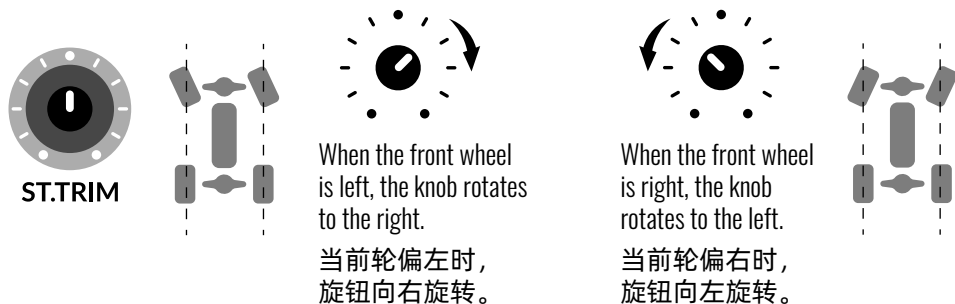 ST.TRIM
When the front wheel
is left, the knob rotates
to the right.
当前轮偏左时，
旋钮向右旋转。
When the front wheel
is right, the knob
rotates to the left.
当前轮偏右时，
旋钮向左旋转。